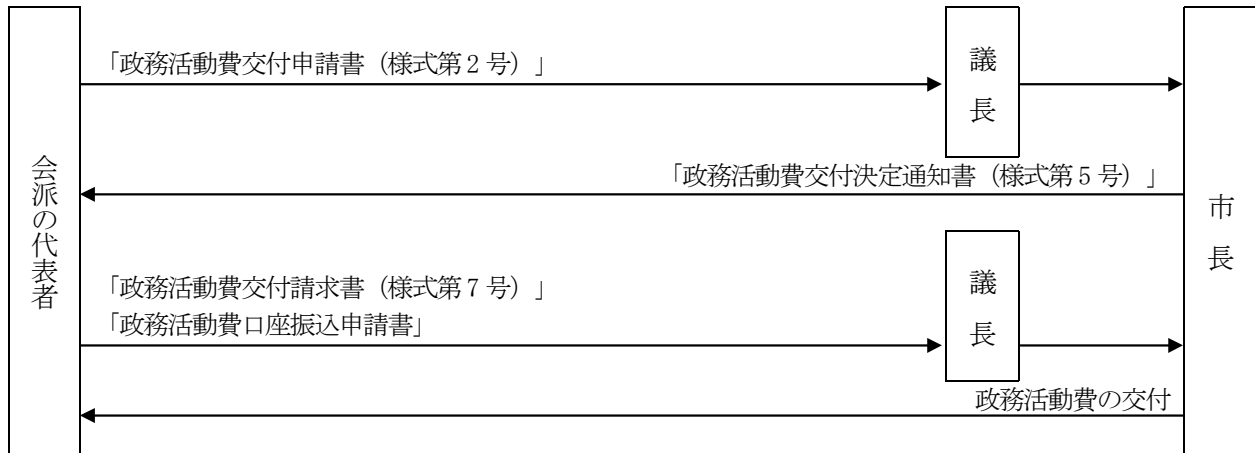 「政務活動費交付申請書（様式第２号）」
議長
「政務活動費交付決定通知書（様式第５号）」
会派の代表者
市長
「政務活動費交付請求書（様式第７号）」
「政務活動費口座振込申請書」
議長
政務活動費の交付